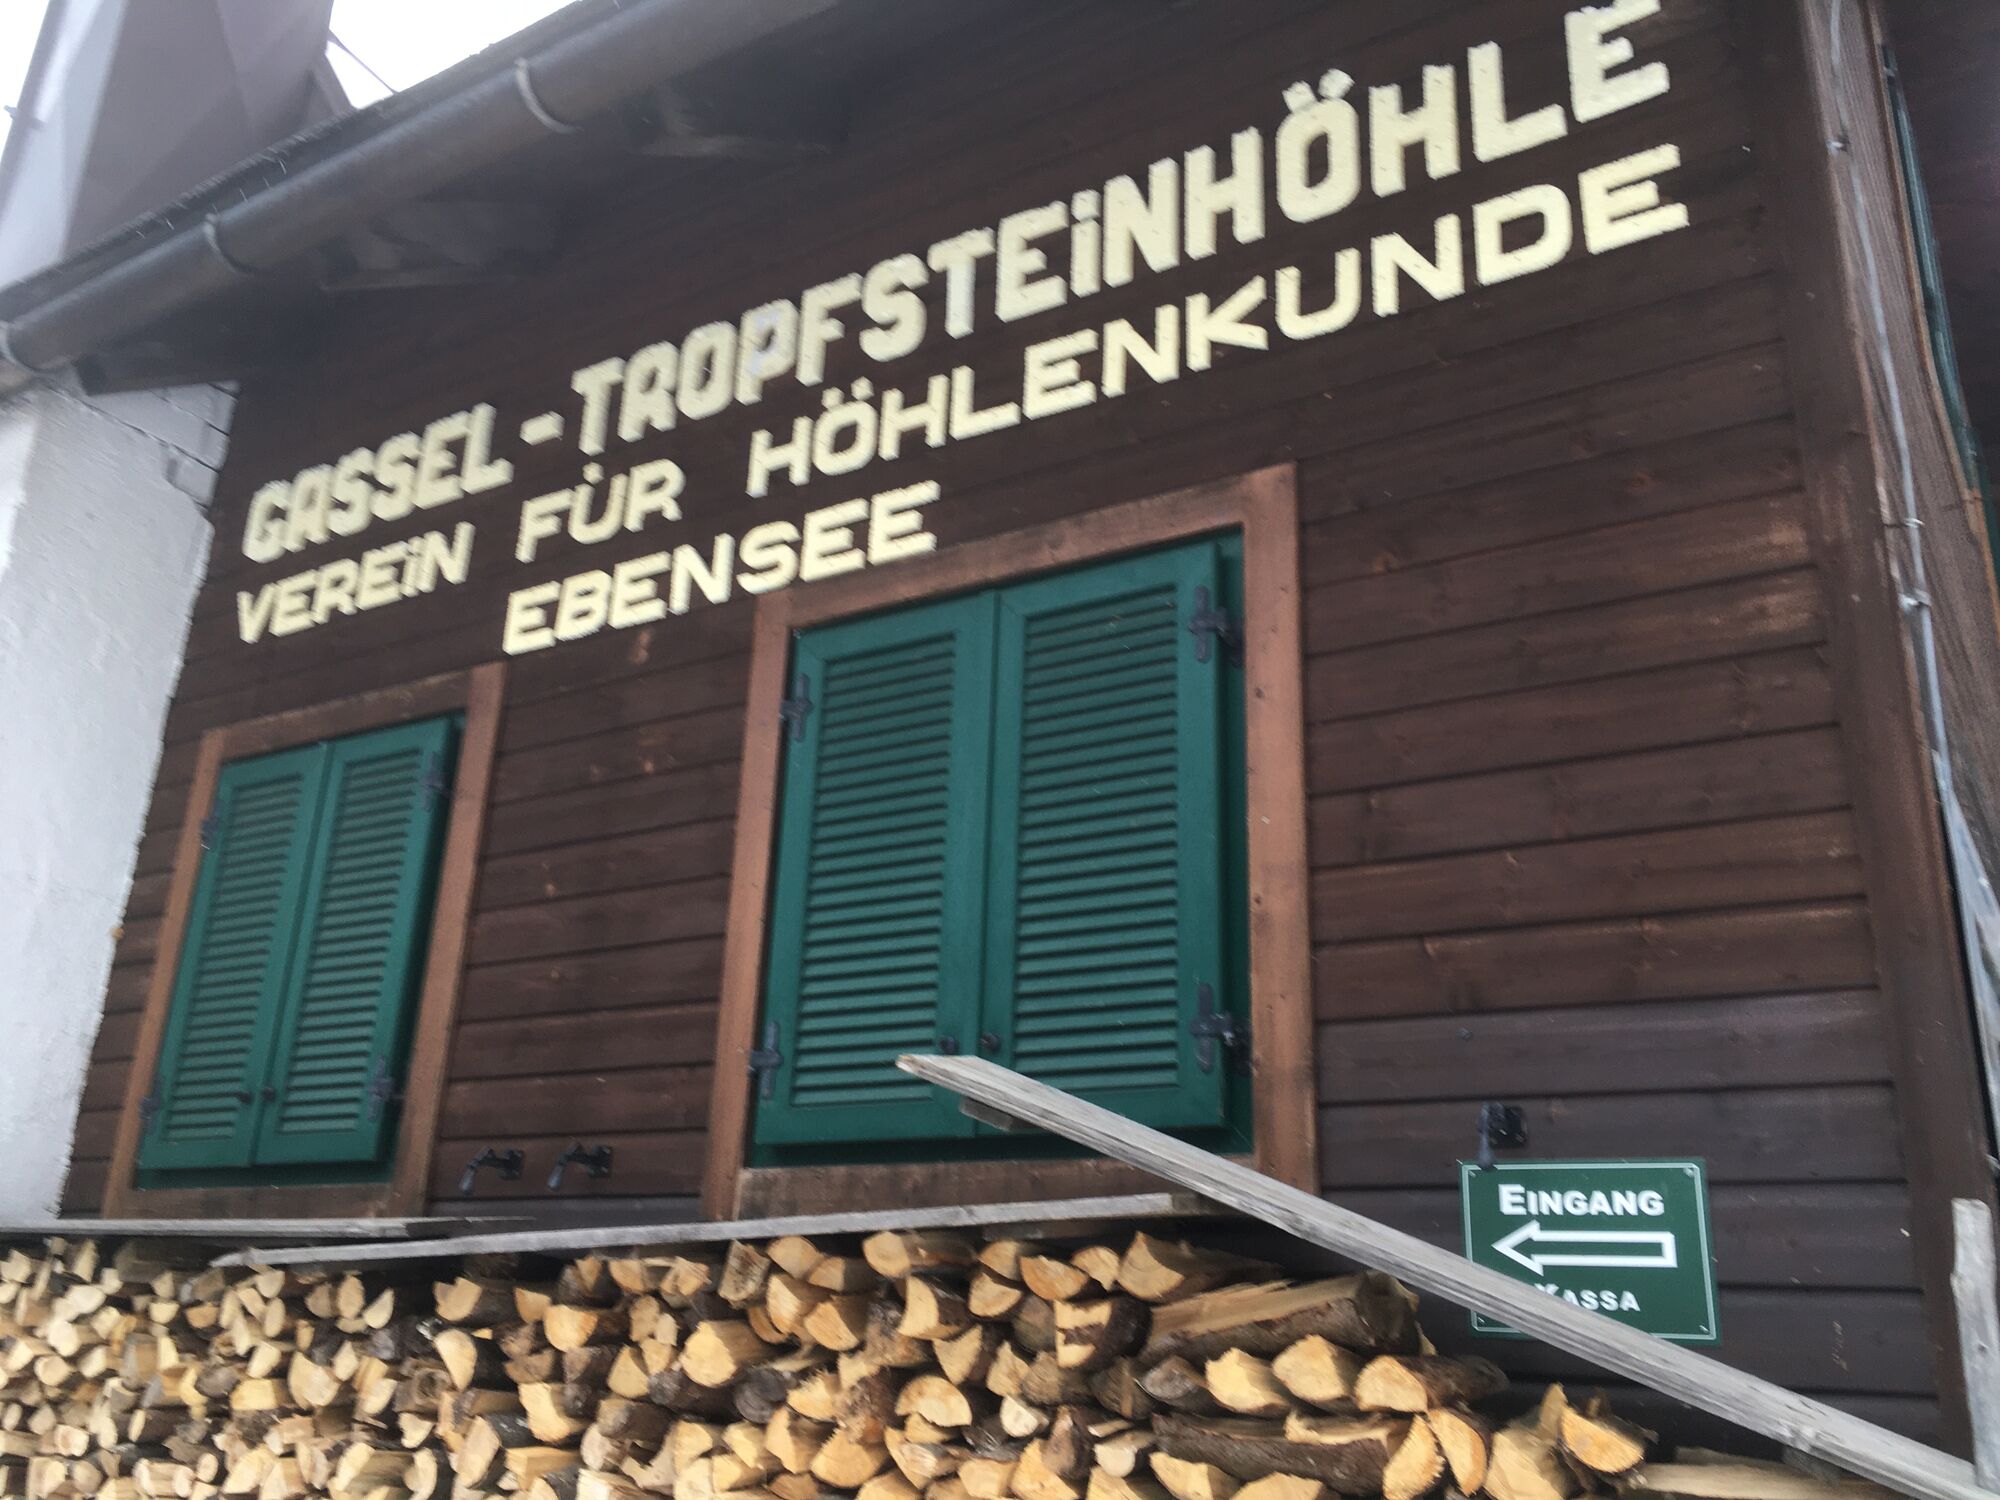 GASSEL-TROPFSTEiNHÖHLE
VEREiN FÜR HÖHLENKUNDE
EBENSEE
EINGANG
KASSA